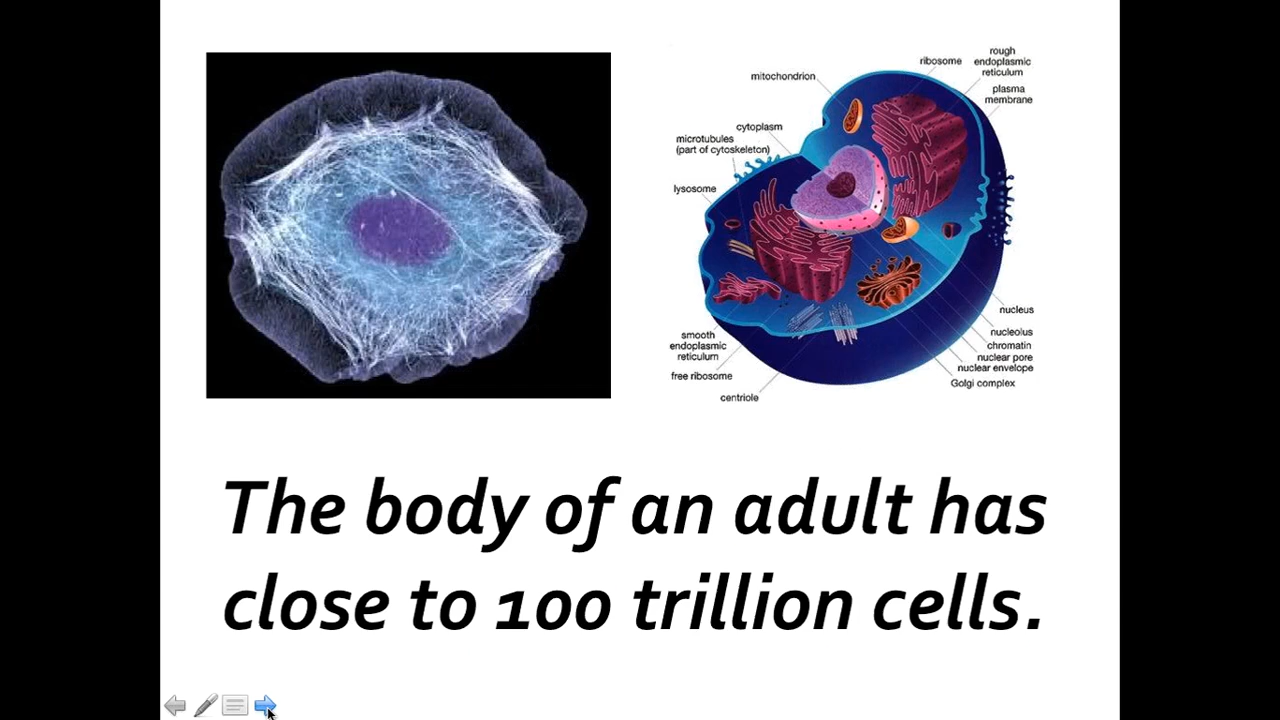 mitochondrion
ribosome
rough
endoplasmic
reticulum
plasma
membrane
cytoplasm
microtubules
(part of cytoskeleton)
lysosome
smooth
endoplasmic
reticulum
free ribosome
centriole
nucleus
nucleolus
chromatin
nuclear pore
nuclear envelope
Golgi complex
The body of an adult has
close to 100 trillion cells.